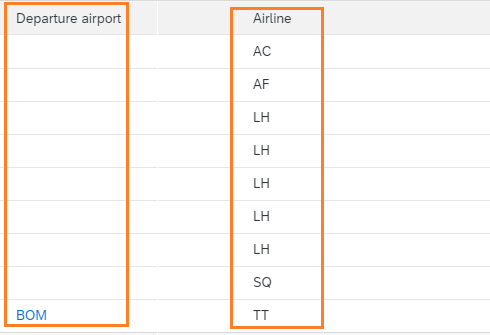 Departure airport Airline
AC
AF
LH
LH
LH
LH
LH
SQ
BOM TT